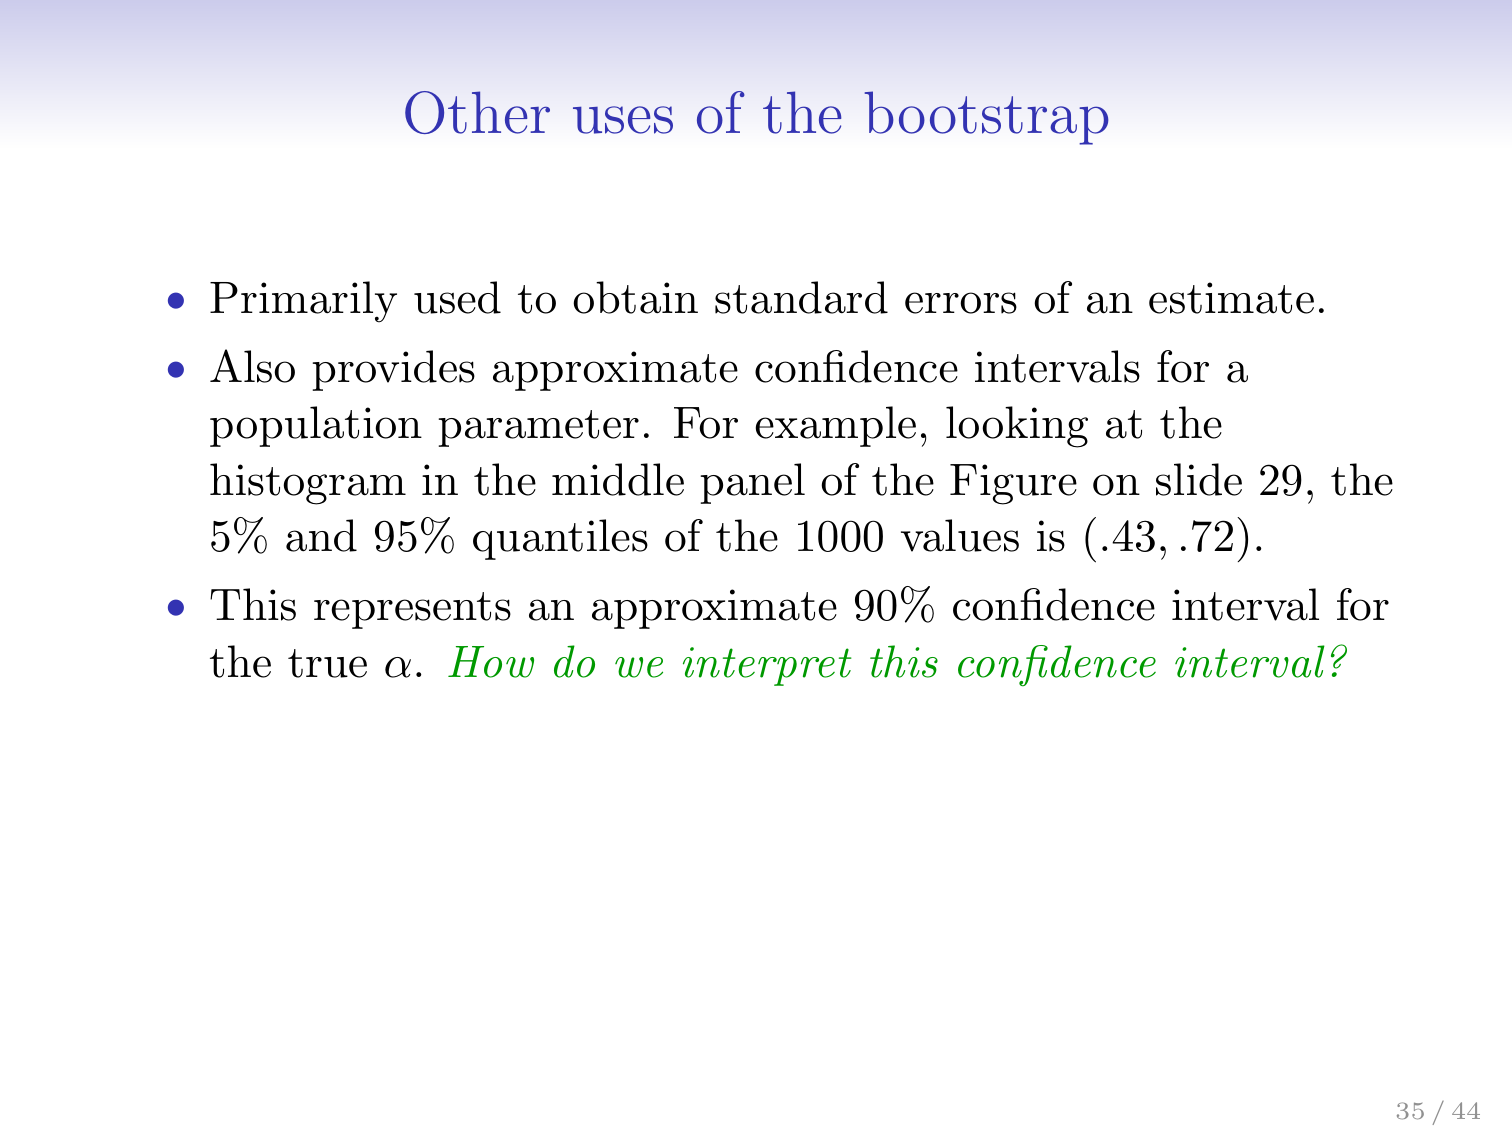 Other uses of the bootstrap
• Primarily used to obtain standard errors of an estimate.
• Also provides approximate confidence intervals for a
population parameter. For example, looking at the
histogram in the middle panel of the Figure on slide 29, the
5% and 95% quantiles of the 1000 values is (.43, .72).
• This represents an approximate 90% confidence interval for
the true α. How do we interpret this confidence interval?
35 / 44